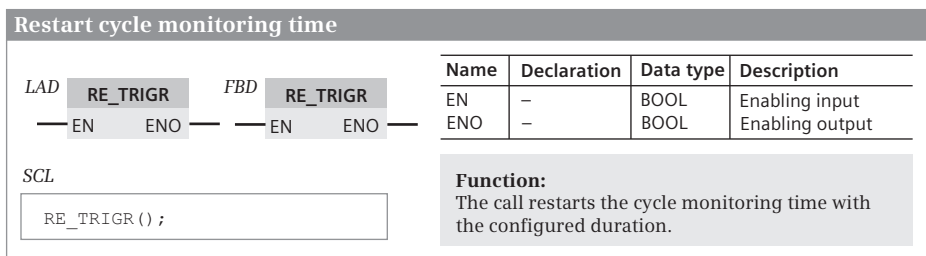 Restart cycle monitoring time
LAD
RE_TRIGR
EN ENO
FBD
RE_TRIGR
EN ENO
SCL
RE_TRIGR();
Name Declaration Data type Description
EN – BOOL Enabling input
ENO – BOOL Enabling output
Function:
The call restarts the cycle monitoring time with
the configured duration.